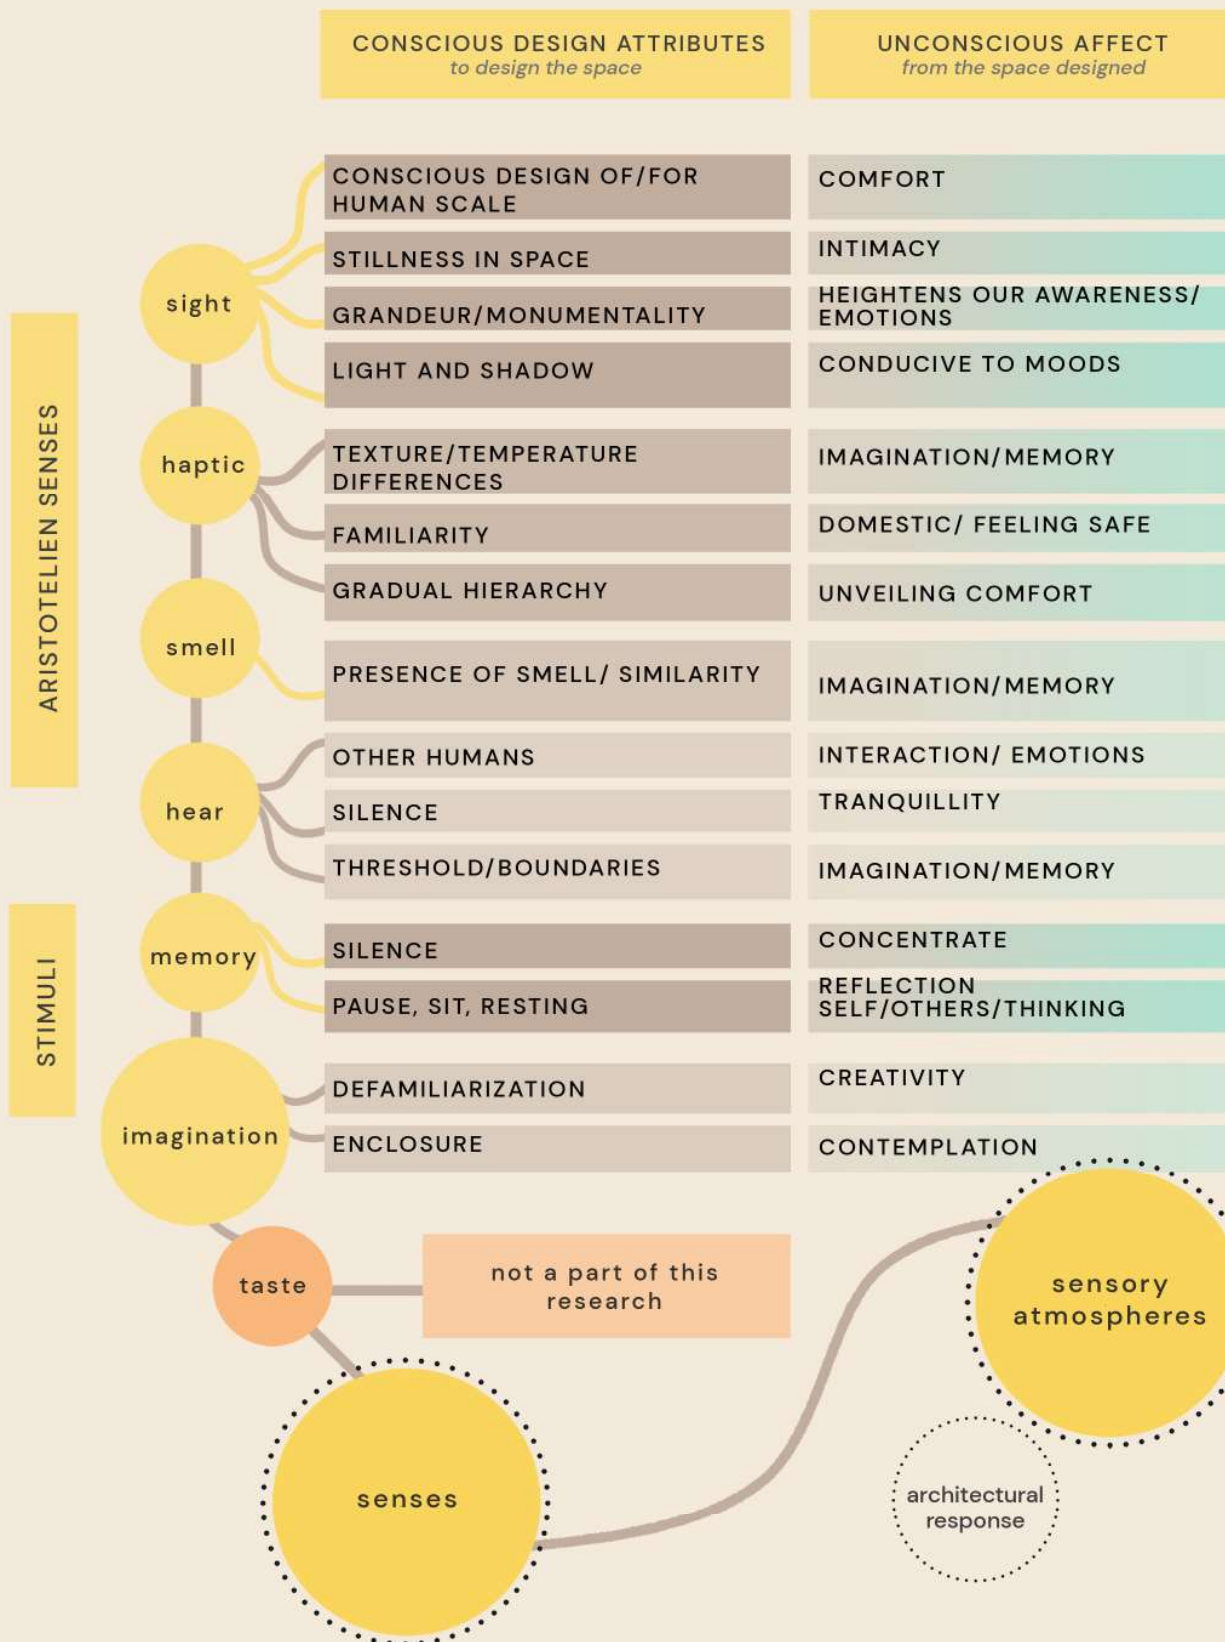 CONSCIOUS DESIGN ATTRIBUTES
to design the space
UNCONSCIOUS AFFECT
from the space designed
ARISTOTELIEN SENSES
sight
CONSCIOUS DESIGN OF/FOR
HUMAN SCALE
COMFORT
STILLNESS IN SPACE
INTIMACY
GRANDEUR/MONUMENTALITY
HEIGHTENS OUR AWARENESS/
EMOTIONS
LIGHT AND SHADOW
CONDUCIVE TO MOODS
haptic
TEXTURE/TEMPERATURE
DIFFERENCES
IMAGINATION/MEMORY
FAMILIARITY
DOMESTIC/ FEELING SAFE
GRADUAL HIERARCHY
UNVEILING COMFORT
smell
PRESENCE OF SMELL/ SIMILARITY
IMAGINATION/MEMORY
hear
OTHER HUMANS
INTERACTION/ EMOTIONS
SILENCE
TRANQUILLITY
THRESHOLD/BOUNDARIES
IMAGINATION/MEMORY
STIMULI
memory
SILENCE
CONCENTRATE
PAUSE, SIT, RESTING
REFLECTION
SELF/OTHERS/THINKING
imagination
DEFAMILIARIZATION
CREATIVITY
ENCLOSURE
CONTEMPLATION
taste
not a part of this
research
sensory
atmospheres
senses
architectural
response